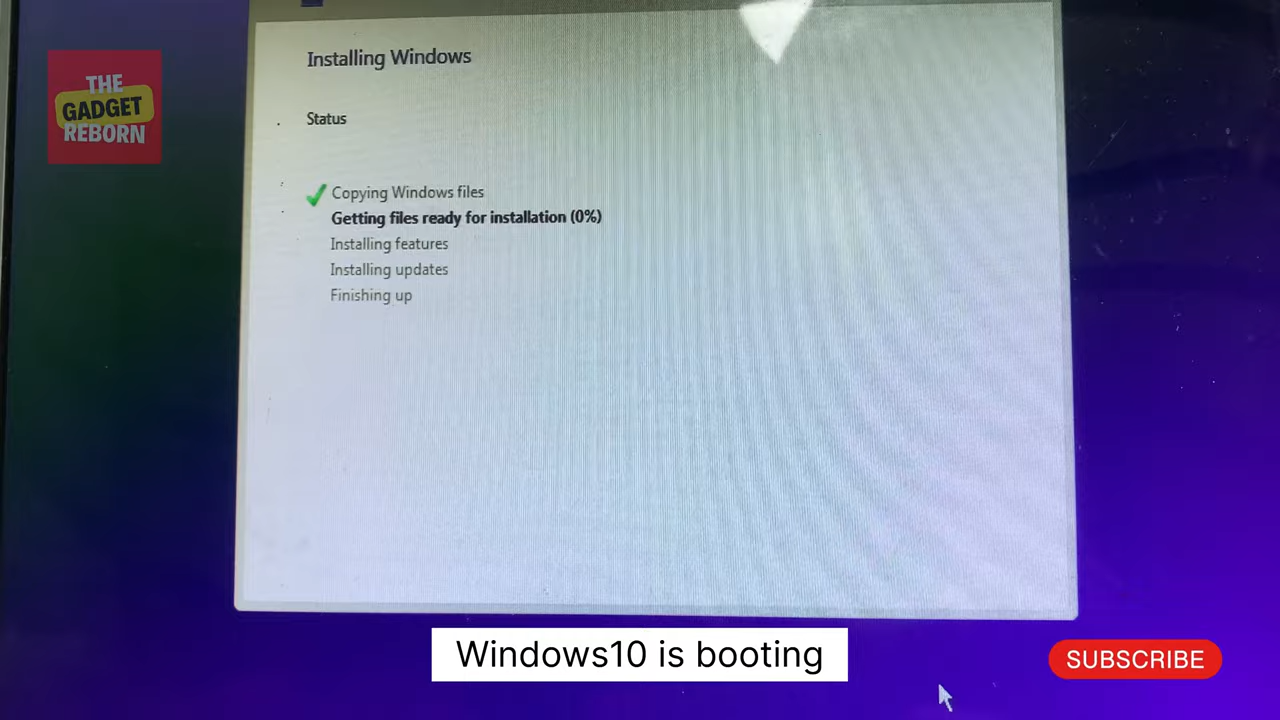 THE
GADGET
REBORN
Installing Windows
Status
Copying Windows files
Getting files ready for installation (0%)
Installing features
Installing updates
Finishing up
Windows10 is booting
SUBSCRIBE